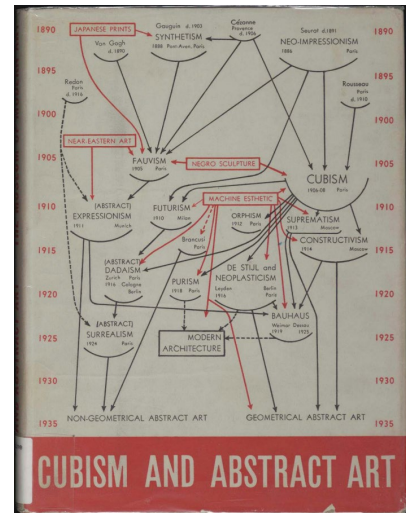 1890
JAPANESE PRINTS
Gauguin d. 1903
SYNTHETISM
1888 Pont-Aven, Paris
Cézanne
Provence
d. 1906
Seurat d.1891
NEO-IMPRESSIONISM
1886 Paris
1890
Van Gogh
d. 1890
1895
Redon
Paris
d. 1916
Rousseau
Paris
d. 1910
1895
1900
1900
NEAR-EASTERN ART
1905
FAUVISM
1905 Paris
NEGRO SCULPTURE
CUBISM
1906-08 Paris
1905
1910
(ABSTRACT)
EXPRESSIONISM
1911 Munich
FUTURISM
1910 Milan
MACHINE ESTHETIC
ORPHISM
1912 Paris
SUPREMATISM
1913 Moscow
1910
Brancusi
Paris
CONSTRUCTIVISM
1914 Moscow
1915
(ABSTRACT)
DADAISM
Zurich Paris
1916 Cologne
Berlin
PURISM
1918 Paris
DE STIJL and
NEOPLASTICISM
Leyden Berlin
1916 Paris
1915
1920
BAUHAUS
Weimar Dessau
1919 1925
1920
1925
(ABSTRACT)
SURREALISM
1924 Paris
MODERN
ARCHITECTURE
1925
1930
1930
NON-GEOMETRICAL ABSTRACT ART
GEOMETRICAL ABSTRACT ART
1935
1935
CUBISM AND ABSTRACT ART